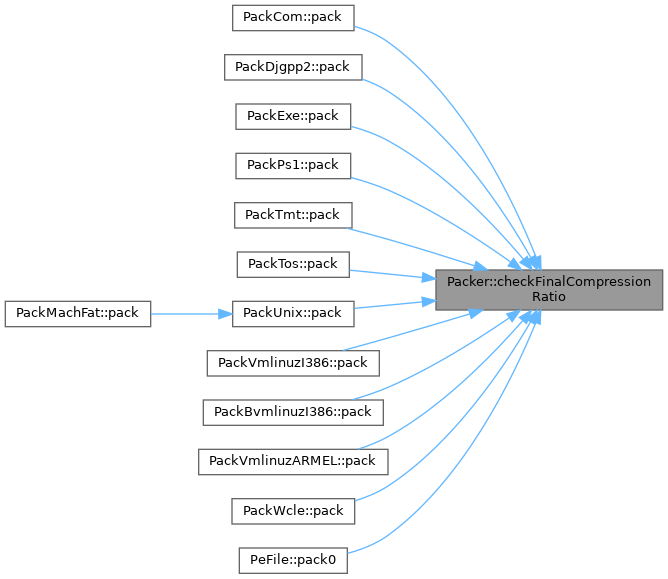 PackCom::pack
PackDjgpp2::pack
PackExe::pack
PackPs1::pack
PackTmt::pack
PackTos::pack
Packer::checkFinalCompression
Ratio
PackMachFat::pack
PackUnix::pack
PackVmlinuzI386::pack
PackBvmlinuzI386::pack
PackVmlinuzARMEL::pack
PackWcle::pack
PeFile::pack0